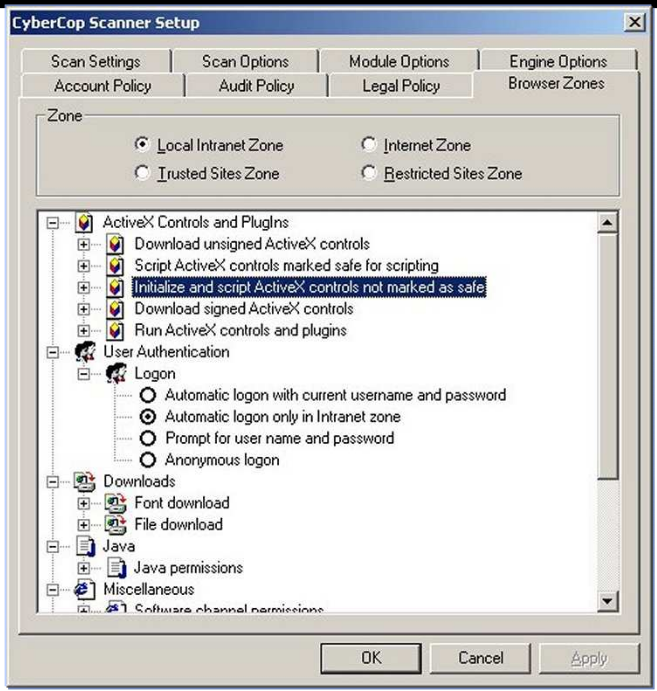 CyberCop Scanner Setup
Scan Settings
Scan Options
Module Options
Engine Options
Account Policy
Audit Policy
Legal Policy
Browser Zones
Zone
Local Intranet Zone
Internet Zone
Trusted Sites Zone
Restricted Sites Zone
ActiveX Controls and PlugIns
Download unsigned ActiveX controls
Script ActiveX controls marked safe for scripting
Initialize and script ActiveX controls not marked as safe
Download signed ActiveX controls
Run ActiveX controls and plugins
User Authentication
Logon
Automatic logon with current username and password
Automatic logon only in Intranet zone
Prompt for user name and password
Anonymous logon
Downloads
Font download
File download
Java
Java permissions
Miscellaneous
Software channel permissions
OK
Cancel
Apply